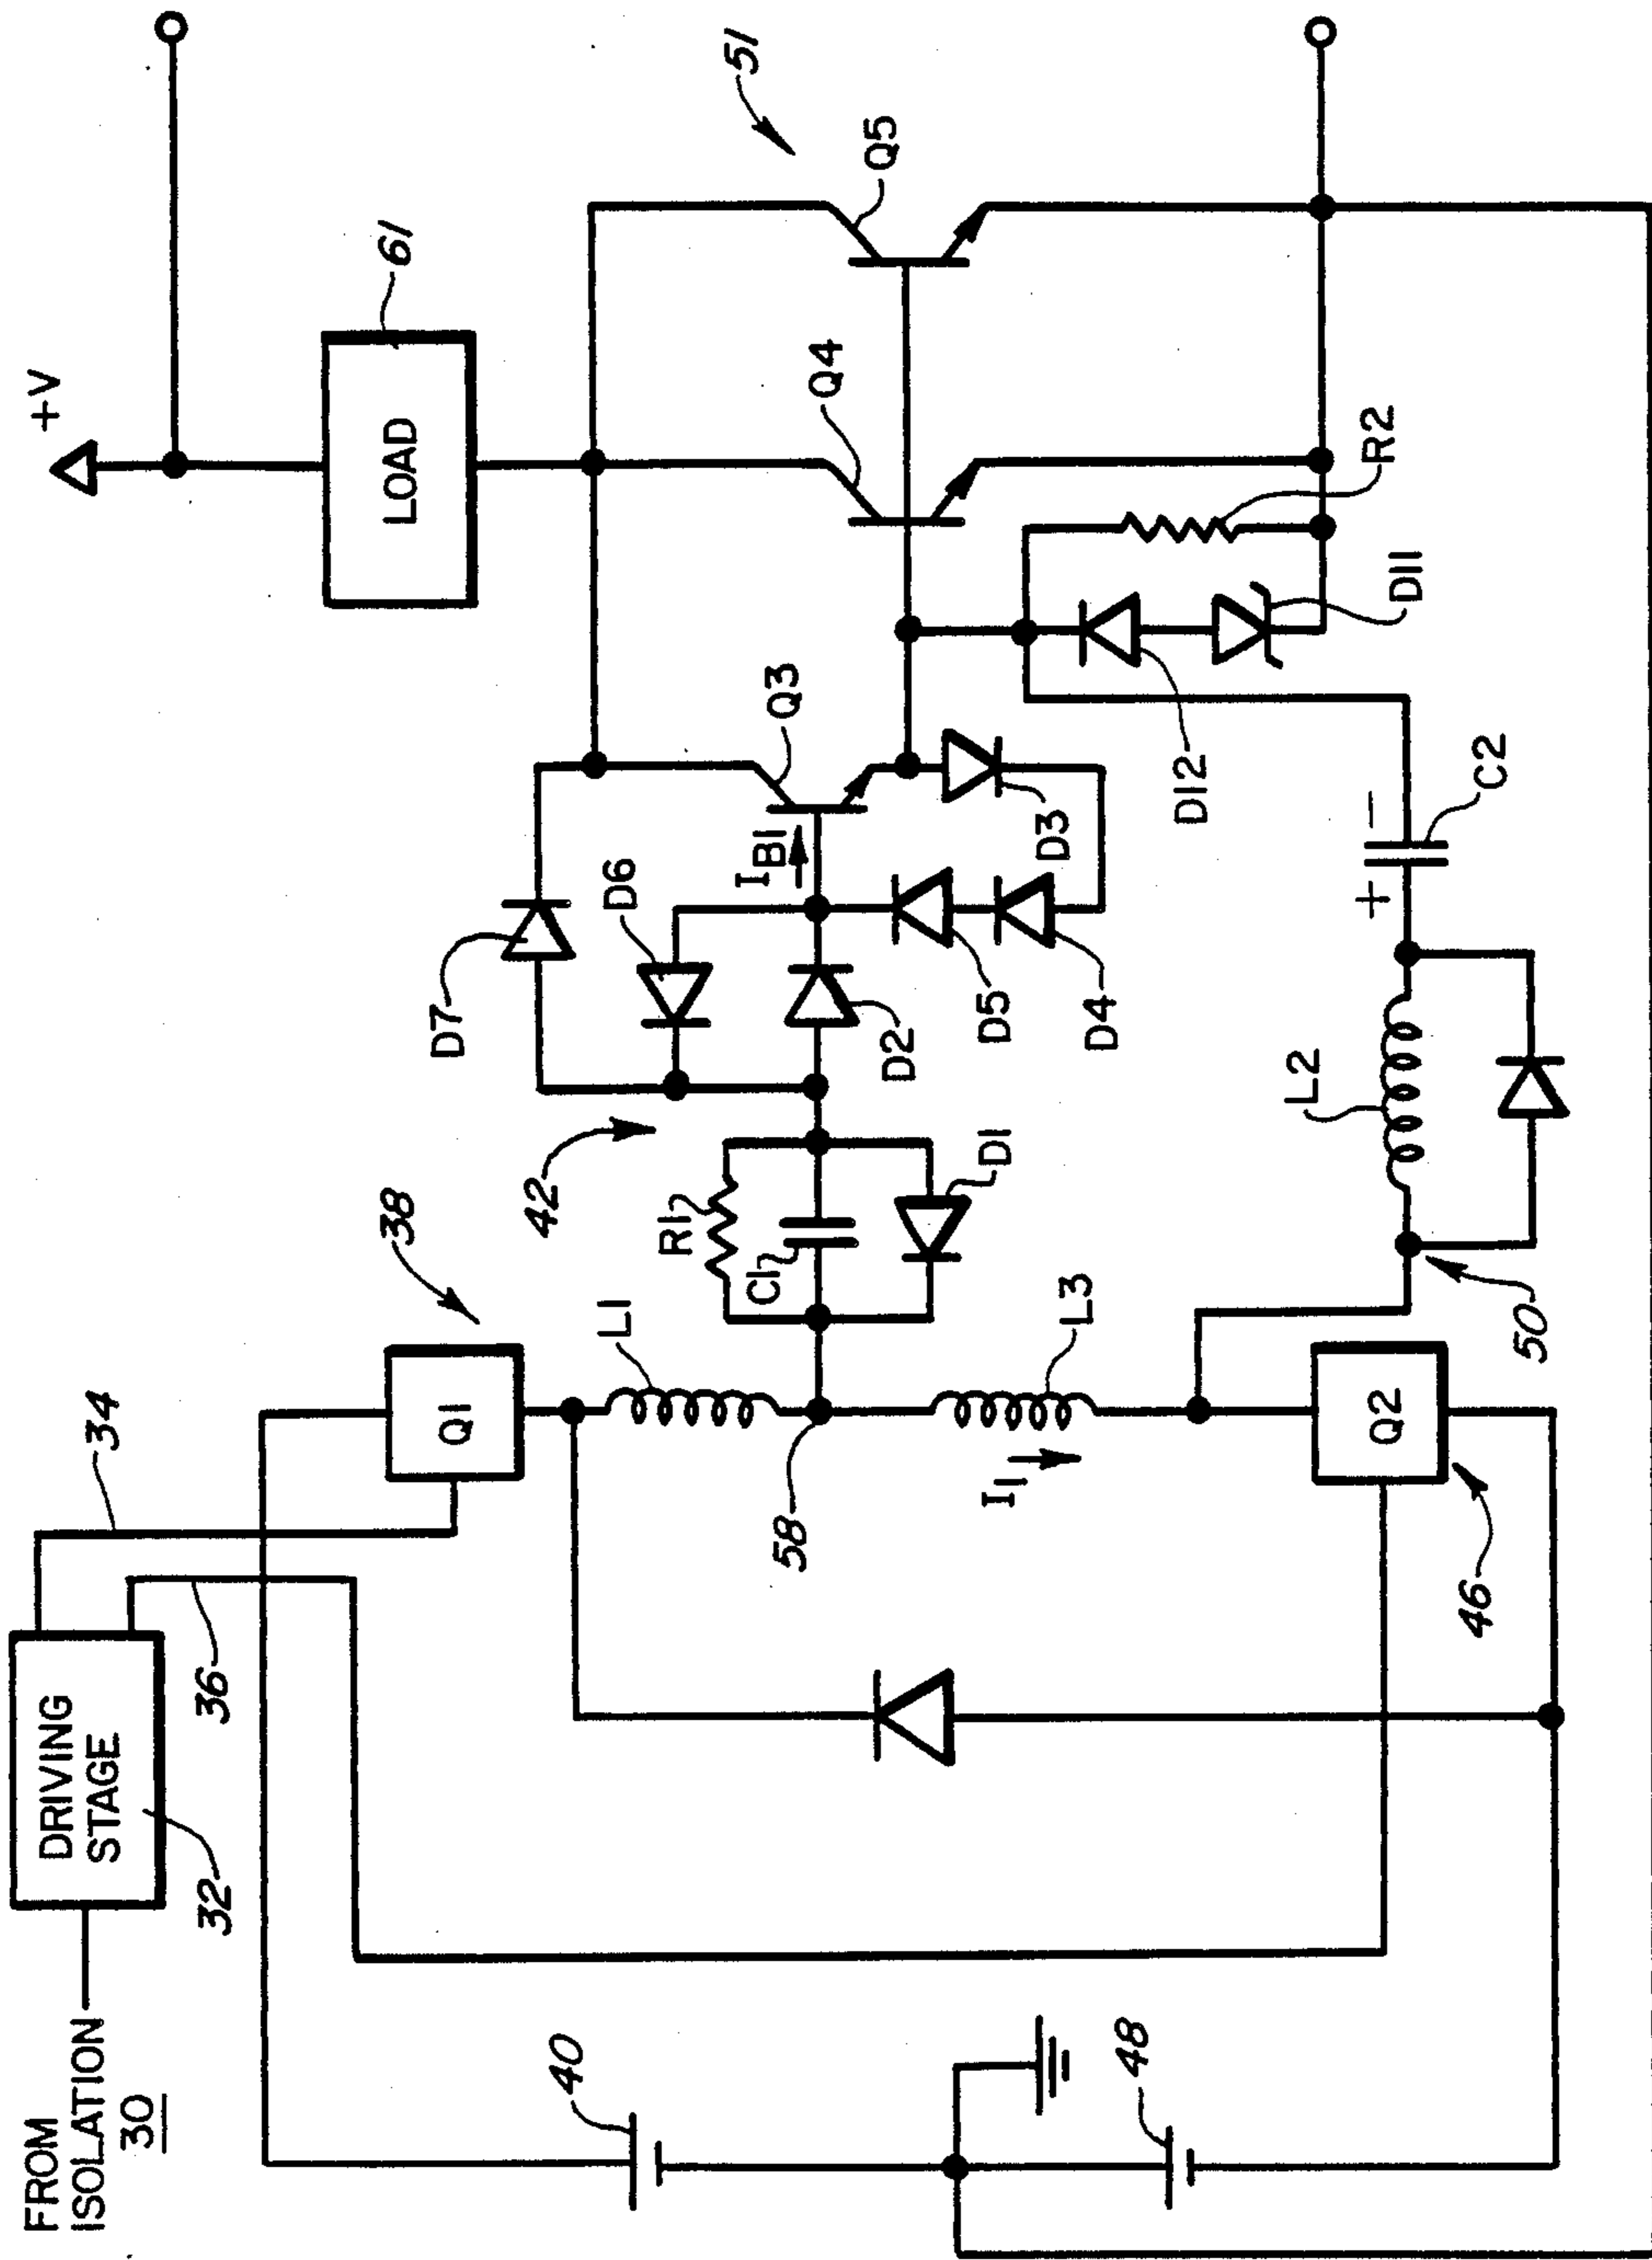 FROM
ISOLATION
30
DRIVING
STAGE
32
34
36
38
Q1
L1
40
48
58
I1
L3
Q2
46
50
R1
C1
D1
42
D7
D6
D2
IB1
Q3
D5
D4
D3
L2
+ −
C2
D12
D11
R2
+V
LOAD
61
Q4
Q5
51